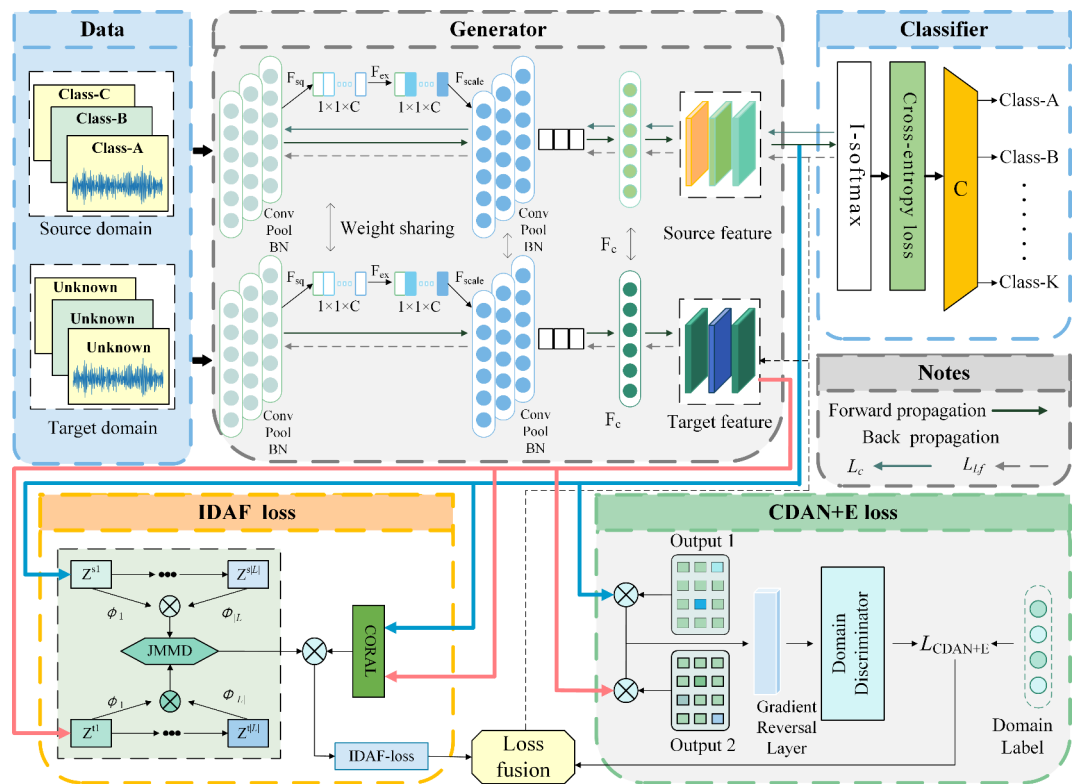 Data
Class-C
Class-B
Class-A
Source domain
Unknown
Unknown
Unknown
Target domain
Generator
F_sq
F_ex
F_scale
1×1×C
1×1×C
Conv
Pool
BN
Weight sharing
Conv
Pool
BN
F_c
Source feature
F_sq
F_ex
F_scale
1×1×C
1×1×C
Conv
Pool
BN
Conv
Pool
BN
F_c
Target feature
Classifier
I-softmax
Cross-entropy loss
C
Class-A
Class-B
Class-K
Notes
Forward propagation
Back propagation
L_c
L_lf
IDAF loss
Z^s1
Z^s|L|
ϕ_1
Φ_|L
JMMD
ϕ_1
Φ_L|
Z^t1
Z^t|L|
CORAL
IDAF-loss
Loss
fusion
CDAN+E loss
Output 1
Output 2
Gradient
Reversal
Layer
Domain
Discriminator
L_CDAN+E
Domain
Label